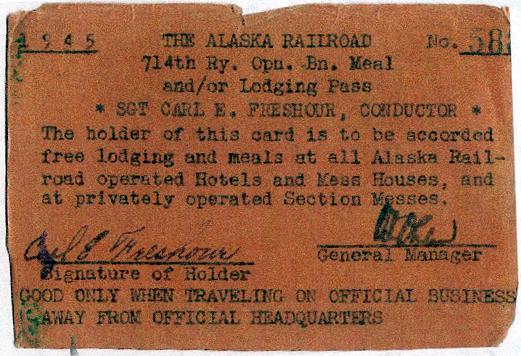 1945 THE ALASKA RAILROAD No. 58
714th Ry. Opn. Bn. Meal
and/or Lodging Pass
* SGT CARL E. FRESHOUR, CONDUCTOR *
The holder of this card is to be accorded
free lodging and meals at all Alaska Rail-
road operated Hotels and Mess Houses, and
at privately operated Section Messes.
Carl E Freshour
Signature of Holder General Manager
GOOD ONLY WHEN TRAVELING ON OFFICIAL BUSINESS
AWAY FROM OFFICIAL HEADQUARTERS